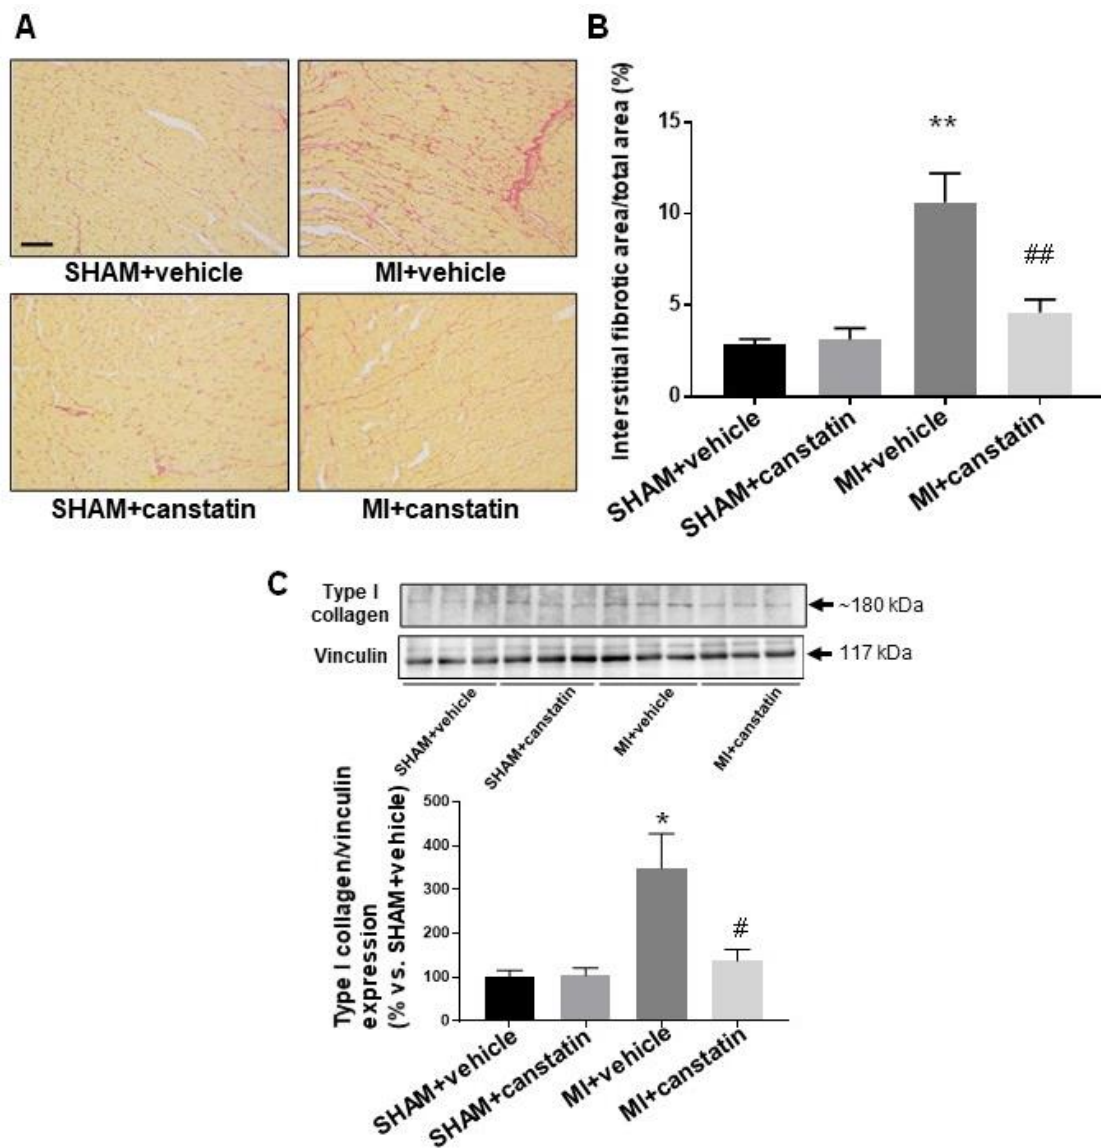 A
SHAM+vehicle
MI+vehicle
SHAM+canstatin
MI+canstatin
B
Interstitial fibrotic area/total area (%)
15
10
5
0
**
##
SHAM+vehicle
SHAM+canstatin
MI+vehicle
MI+canstatin
C
Type I
collagen
~180 kDa
Vinculin
117 kDa
SHAM+vehicle
SHAM+canstatin
MI+vehicle
MI+canstatin
Type I collagen/vinculin
expression
(% vs. SHAM+vehicle)
500
400
300
200
100
0
*
#
SHAM+vehicle
SHAM+canstatin
MI+vehicle
MI+canstatin